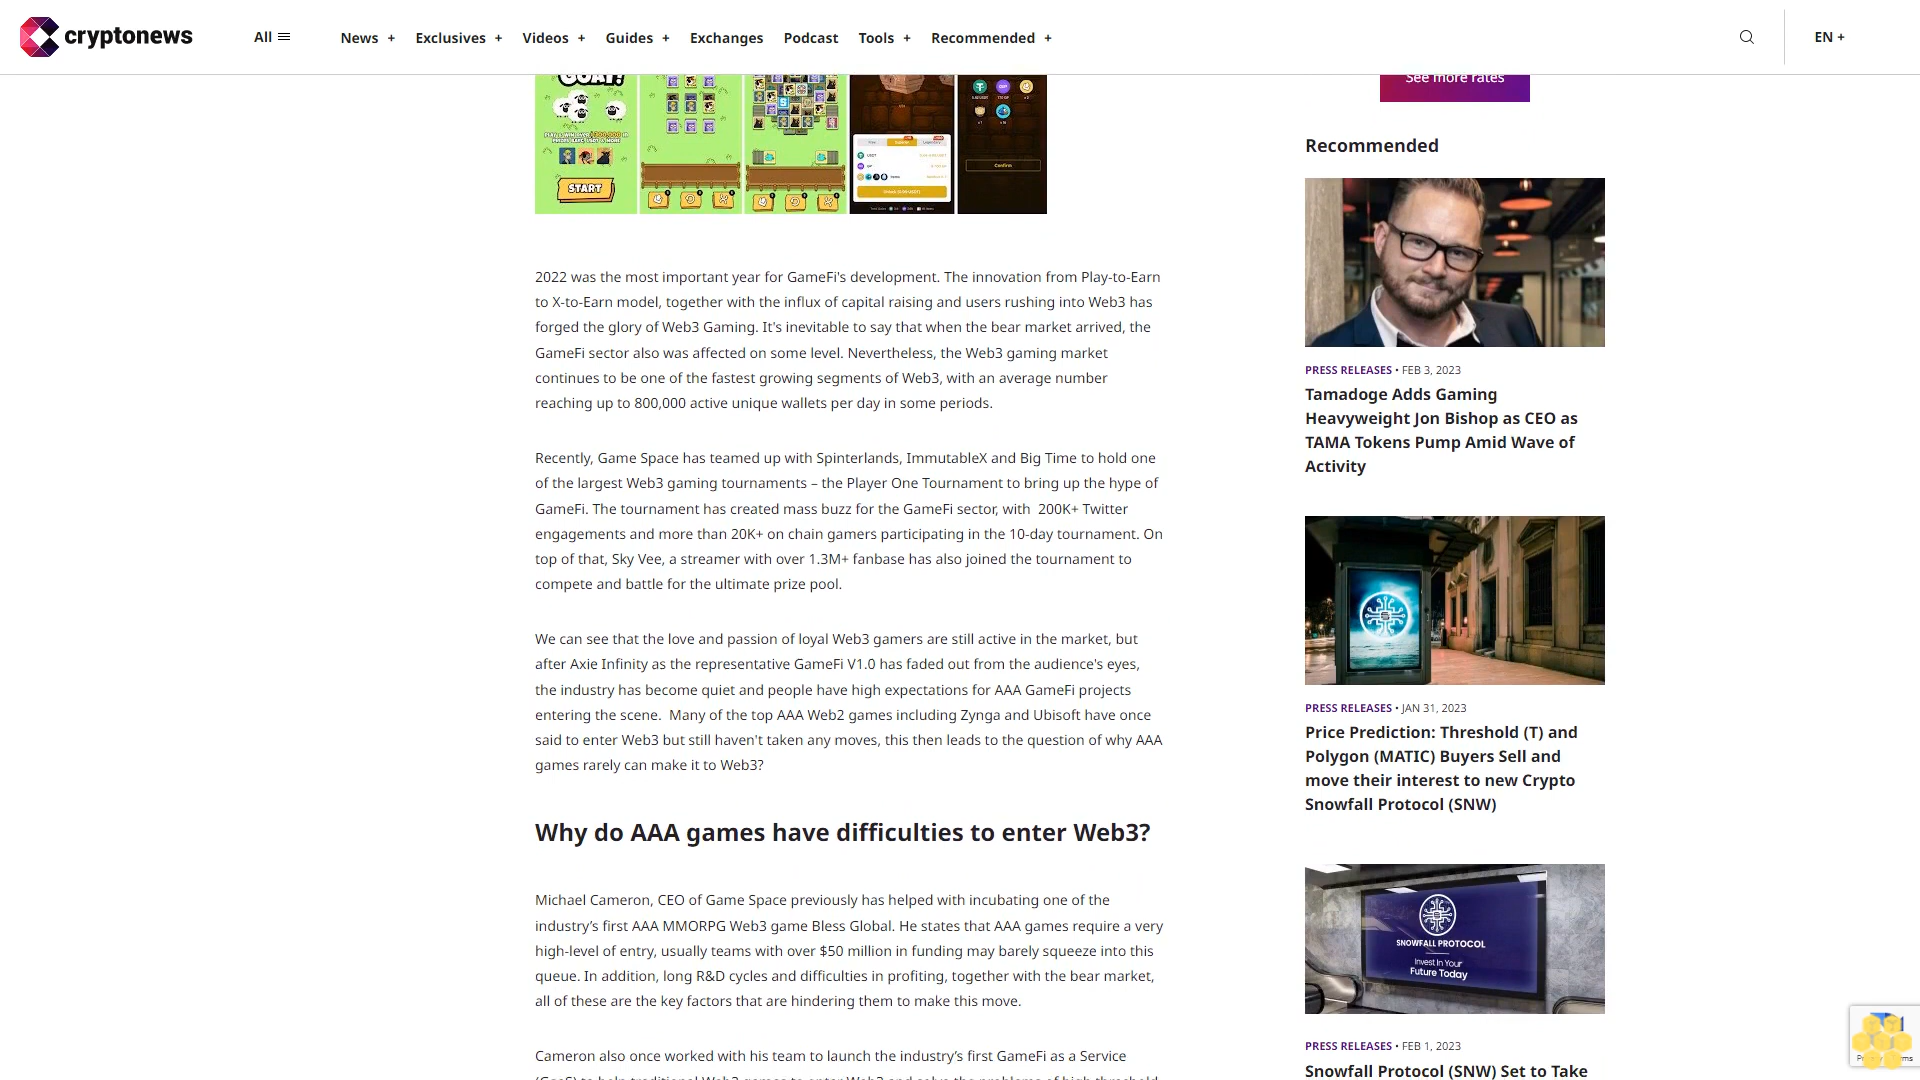 cryptonews
All
News +
Exclusives +
Videos +
Guides +
Exchanges
Podcast
Tools +
Recommended +
EN +
START
Confirm
See more rates
2022 was the most important year for GameFi's development. The innovation from Play-to-Earn
to X-to-Earn model, together with the influx of capital raising and users rushing into Web3 has
forged the glory of Web3 Gaming. It's inevitable to say that when the bear market arrived, the
GameFi sector also was affected on some level. Nevertheless, the Web3 gaming market
continues to be one of the fastest growing segments of Web3, with an average number
reaching up to 800,000 active unique wallets per day in some periods.
Recently, Game Space has teamed up with Spinterlands, ImmutableX and Big Time to hold one
of the largest Web3 gaming tournaments – the Player One Tournament to bring up the hype of
GameFi. The tournament has created mass buzz for the GameFi sector, with  200K+ Twitter
engagements and more than 20K+ on chain gamers participating in the 10-day tournament. On
top of that, Sky Vee, a streamer with over 1.3M+ fanbase has also joined the tournament to
compete and battle for the ultimate prize pool.
We can see that the love and passion of loyal Web3 gamers are still active in the market, but
after Axie Infinity as the representative GameFi V1.0 has faded out from the audience's eyes,
the industry has become quiet and people have high expectations for AAA GameFi projects
entering the scene.  Many of the top AAA Web2 games including Zynga and Ubisoft have once
said to enter Web3 but still haven't taken any moves, this then leads to the question of why AAA
games rarely can make it to Web3?
Why do AAA games have difficulties to enter Web3?
Michael Cameron, CEO of Game Space previously has helped with incubating one of the
industry’s first AAA MMORPG Web3 game Bless Global. He states that AAA games require a very
high-level of entry, usually teams with over $50 million in funding may barely squeeze into this
queue. In addition, long R&D cycles and difficulties in profiting, together with the bear market,
all of these are the key factors that are hindering them to make this move.
Cameron also once worked with his team to launch the industry’s first GameFi as a Service
Recommended
PRESS RELEASES • FEB 3, 2023
Tamadoge Adds Gaming
Heavyweight Jon Bishop as CEO as
TAMA Tokens Pump Amid Wave of
Activity
PRESS RELEASES • JAN 31, 2023
Price Prediction: Threshold (T) and
Polygon (MATIC) Buyers Sell and
move their interest to new Crypto
Snowfall Protocol (SNW)
SNOWFALL PROTOCOL
Invest in Your
Future Today
PRESS RELEASES • FEB 1, 2023
Snowfall Protocol (SNW) Set to Take